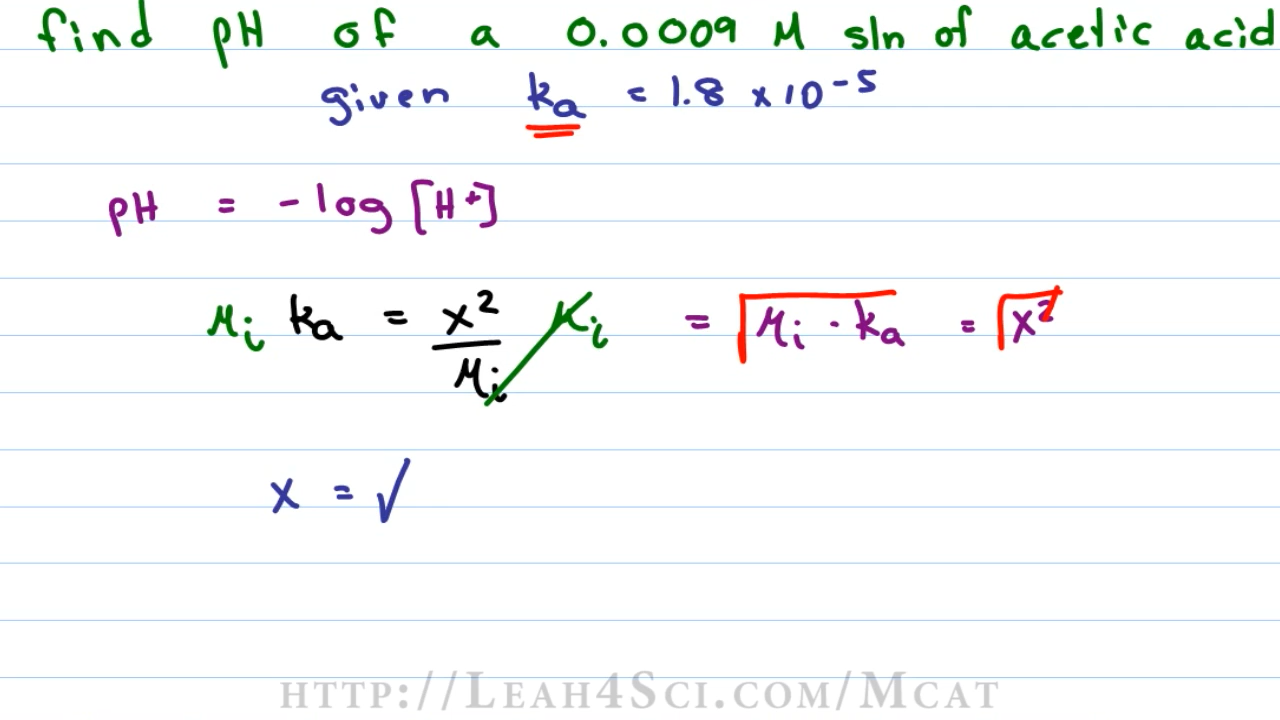 find pH of a 0.0009 M sln of acetic acid
given ka = 1.8 x 10⁻⁵
pH = -log [H⁺]
Mᵢ ka = x²/Mᵢ Mᵢ = √Mᵢ · ka = √x²
x = √
HTTP://LEAH4SCI.COM/MCAT